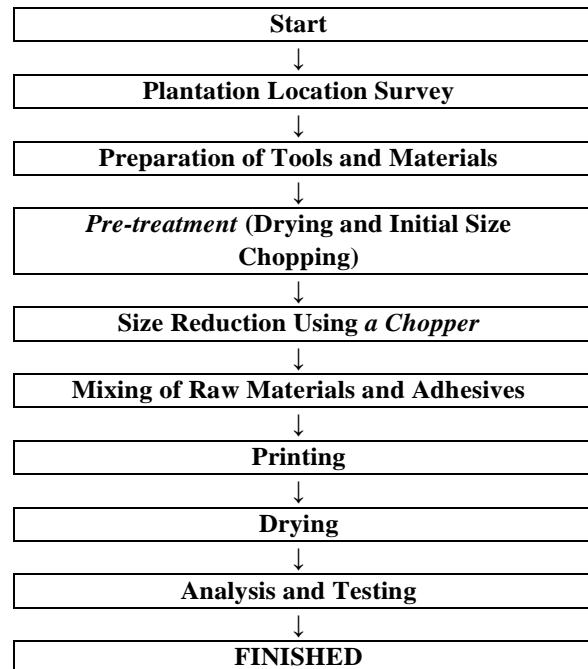 Start
↓
Plantation Location Survey
↓
Preparation of Tools and Materials
↓
Pre-treatment (Drying and Initial Size
Chopping)
↓
Size Reduction Using a Chopper
↓
Mixing of Raw Materials and Adhesives
↓
Printing
↓
Drying
↓
Analysis and Testing
↓
FINISHED